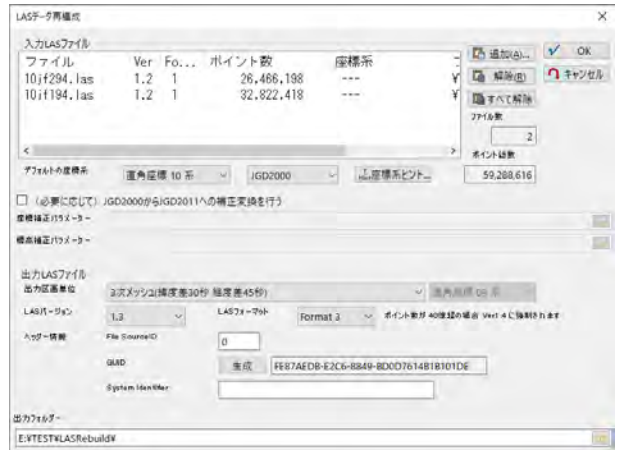 LASデータ再構成
入力LASファイル
ファイル Ver Fo... ポイント数 座標系
10jf294.las 1.2 1 26,466,198 --- ¥
10jf194.las 1.2 1 32,822,418 --- ¥
追加(A)...
解除(R)
すべて解除
OK
キャンセル
ファイル数
2
ポイント総数
59,288,616
デフォルトの座標系 直角座標 10 系 JGD2000 座標系ヒント...
(必要に応じて) JGD2000からJGD2011への補正変換を行う
座標補正パラメーター
標高補正パラメーター
出力LASファイル
出力区画単位 3次メッシュ(緯度差30秒 経度差45秒) 直角座標 09 系
LASバージョン 1.3 LASフォーマット Format 3 ポイント数が 40億超の場合 Ver1.4に強制されます
ヘッダー情報 File SourceID 0
GUID 生成 FE87AEDB-E2C6-8849-BD0D7614B1B101DE
System Identifier
出力フォルダー
E:¥TEST¥LASRebuild¥